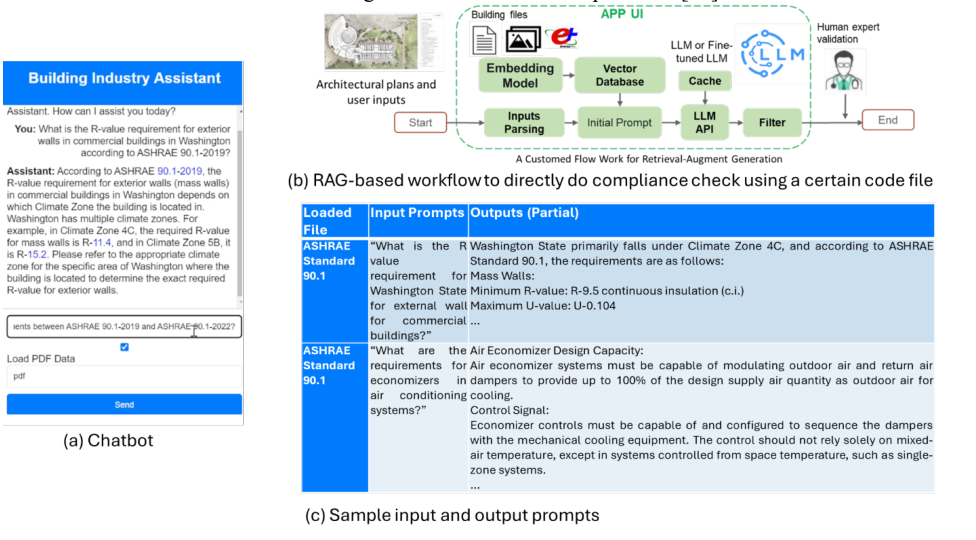 Building Industry Assistant
Assistant. How can I assist you today?
You: What is the R-value requirement for exterior
walls in commercial buildings in Washington
according to ASHRAE 90.1-2019?
Assistant: According to ASHRAE 90.1-2019, the
R-value requirement for exterior walls (mass walls)
in commercial buildings in Washington depends on
which Climate Zone the building is located in.
Washington has multiple climate zones. For
example, in Climate Zone 4C, the required R-value
for mass walls is R-11.4, and in Climate Zone 5B, it
is R-15.2. Please refer to the appropriate climate
zone for the specific area of Washington where the
building is located to determine the exact required
R-value for exterior walls.
ents between ASHRAE 90.1-2019 and ASHRAE 90.1-2022?
Load PDF Data
pdf
Send
(a) Chatbot
Building files
APP UI
Human expert
validation
Architectural plans and
user inputs
LLM or Fine-
tuned LLM
LLM
Embedding
Model
Vector
Database
Cache
Start
Inputs
Parsing
Initial Prompt
LLM
API
Filter
End
A Customed Flow Work for Retrieval-Augment Generation
(b) RAG-based workflow to directly do compliance check using a certain code file
Loaded
File
Input Prompts
Outputs (Partial)
ASHRAE
Standard
90.1
"What is the R
value
requirement for
Washington State
for external wall
for commercial
buildings?"
Washington State primarily falls under Climate Zone 4C, and according to ASHRAE
Standard 90.1, the requirements are as follows:
Mass Walls:
Minimum R-value: R-9.5 continuous insulation (c.i.)
Maximum U-value: U-0.104
...
ASHRAE
Standard
90.1
"What are the
requirements for
economizers in
air conditioning
systems?"
Air Economizer Design Capacity:
Air economizer systems must be capable of modulating outdoor air and return air
dampers to provide up to 100% of the design supply air quantity as outdoor air for
cooling.
Control Signal:
Economizer controls must be capable of and configured to sequence the dampers
with the mechanical cooling equipment. The control should not rely solely on mixed-
air temperature, except in systems controlled from space temperature, such as single-
zone systems.
...
(c) Sample input and output prompts